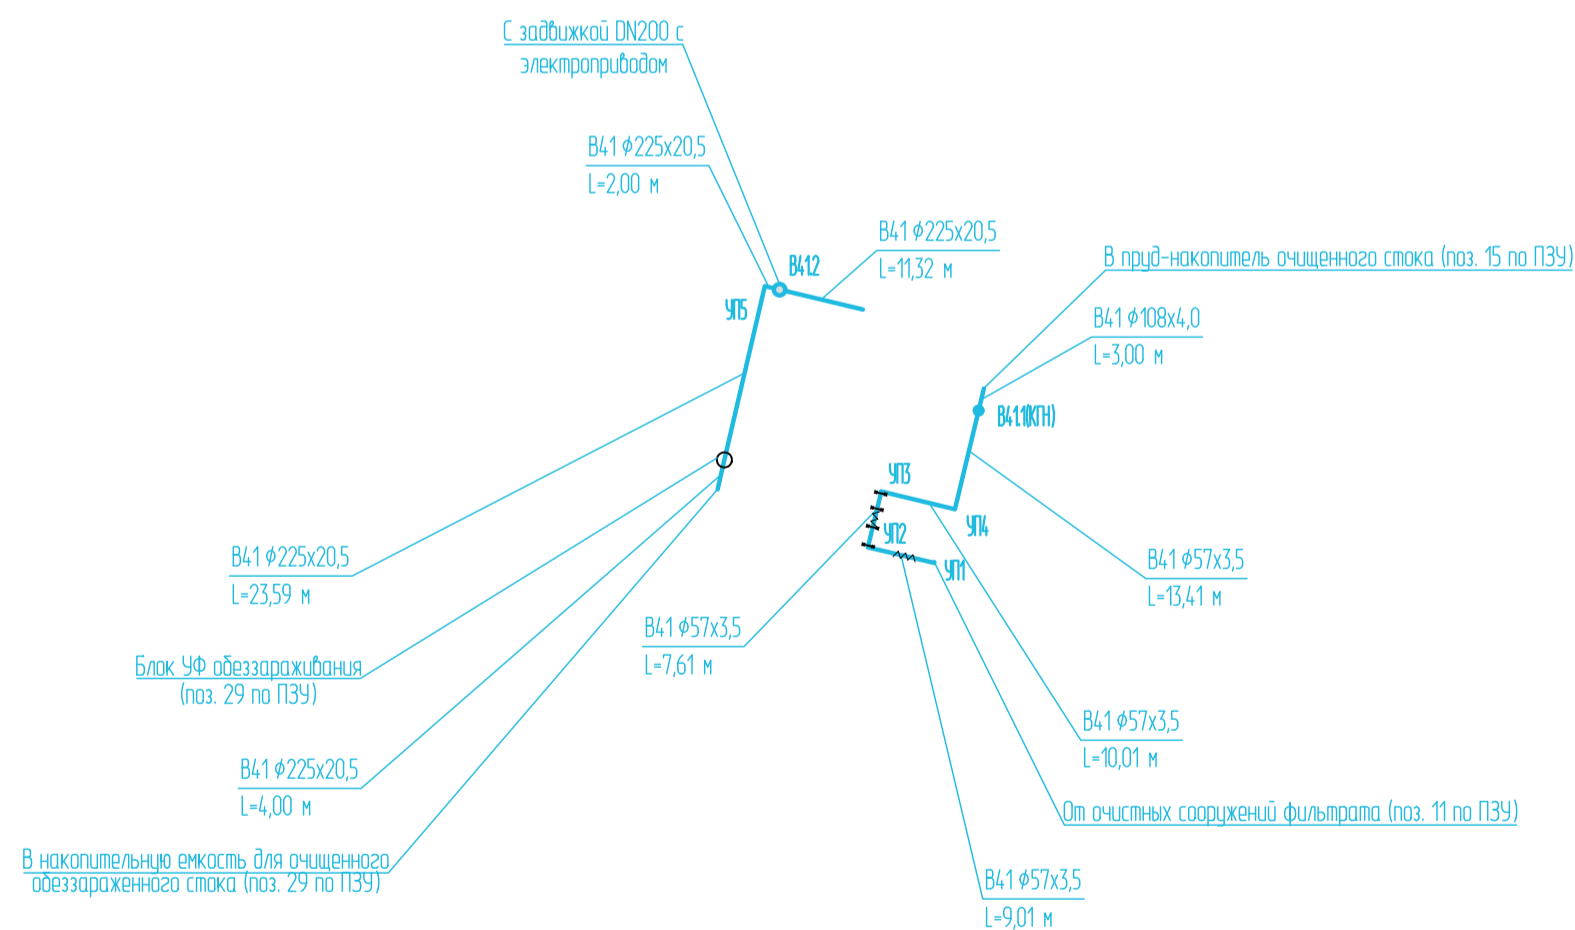 С задвижкой DN200 с
электроприводом
В41 ϕ225х20,5
L=2,00 м
В41.2
В41 ϕ225х20,5
L=11,32 м
УП5
В пруд-накопитель очищенного стока (поз. 15 по ПЗУ)
В41 ϕ108х4,0
L=3,00 м
В41.1(КГН)
УП3
УП4
УП2
УП1
В41 ϕ225х20,5
L=23,59 м
В41 ϕ57х3,5
L=13,41 м
В41 ϕ57х3,5
L=7,61 м
Блок УФ обеззараживания
(поз. 29 по ПЗУ)
В41 ϕ57х3,5
L=10,01 м
В41 ϕ225х20,5
L=4,00 м
От очистных сооружений фильтрата (поз. 11 по ПЗУ)
В накопительную емкость для очищенного
обеззараженного стока (поз. 29 по ПЗУ)
В41 ϕ57х3,5
L=9,01 м